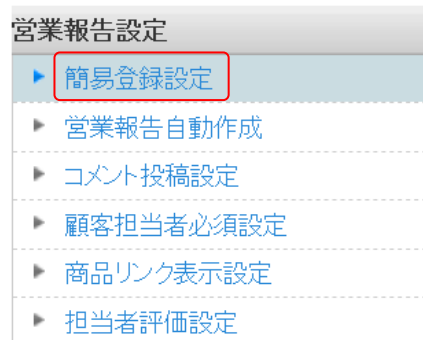 営業報告設定
簡易登録設定
営業報告自動作成
コメント投稿設定
顧客担当者必須設定
商品リンク表示設定
担当者評価設定